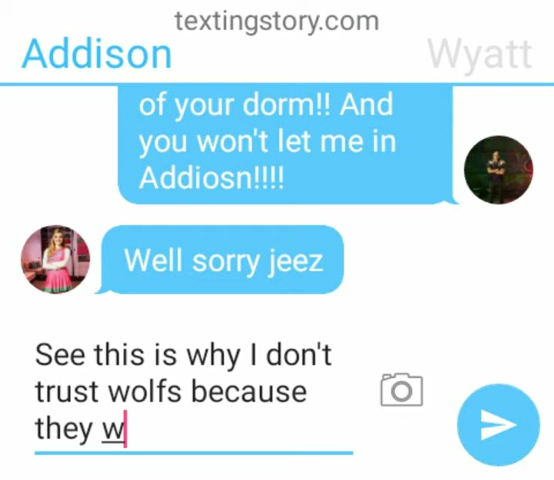 textingstory.com
Addison Wyatt
of your dorm!! And
you won't let me in
Addiosn!!!!
Well sorry jeez
See this is why I don't
trust wolfs because
they w